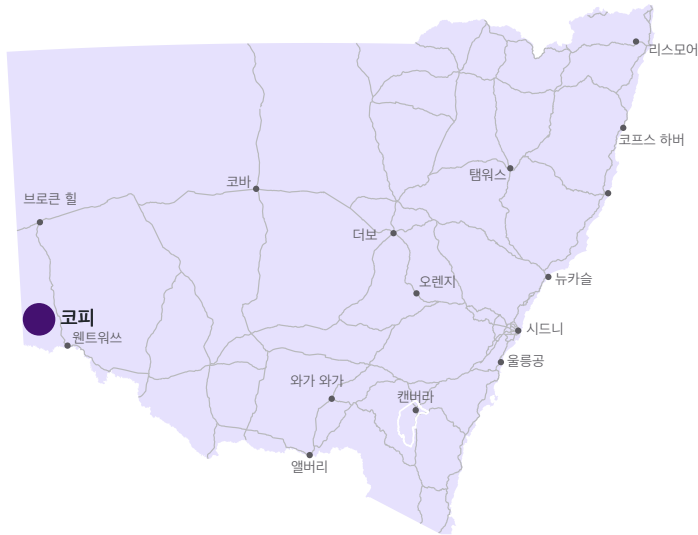 리스모어
코프스 하버
탬워스
코바
브로큰 힐
더보
뉴카슬
오렌지
코피
시드니
웬트워쓰
울릉공
와가 와가
캔버라
앨버리